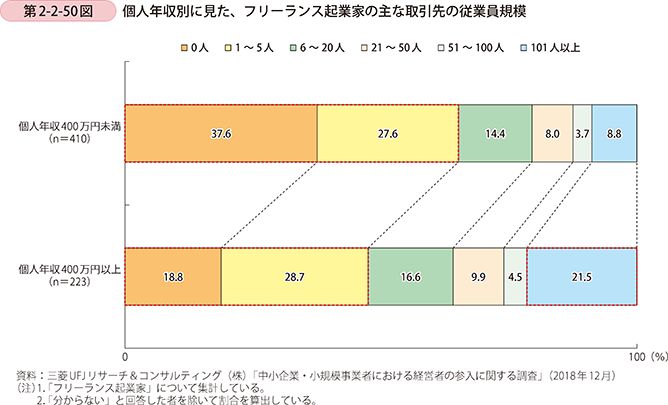 第2-2-50図 個人年収別に見た、フリーランス起業家の主な取引先の従業員規模
0人 1～5人 6～20人 21～50人 51～100人 101人以上
個人年収400万円未満
（n＝410）
37.6 27.6 14.4 8.0 3.7 8.8
個人年収400万円以上
（n＝223）
18.8 28.7 16.6 9.9 4.5 21.5
0 100 (%)
資料：三菱UFJリサーチ＆コンサルティング（株）「中小企業・小規模事業者における経営者の参入に関する調査」（2018年12月）
（注）1.「フリーランス起業家」について集計している。
2.「分からない」と回答した者を除いて割合を算出している。